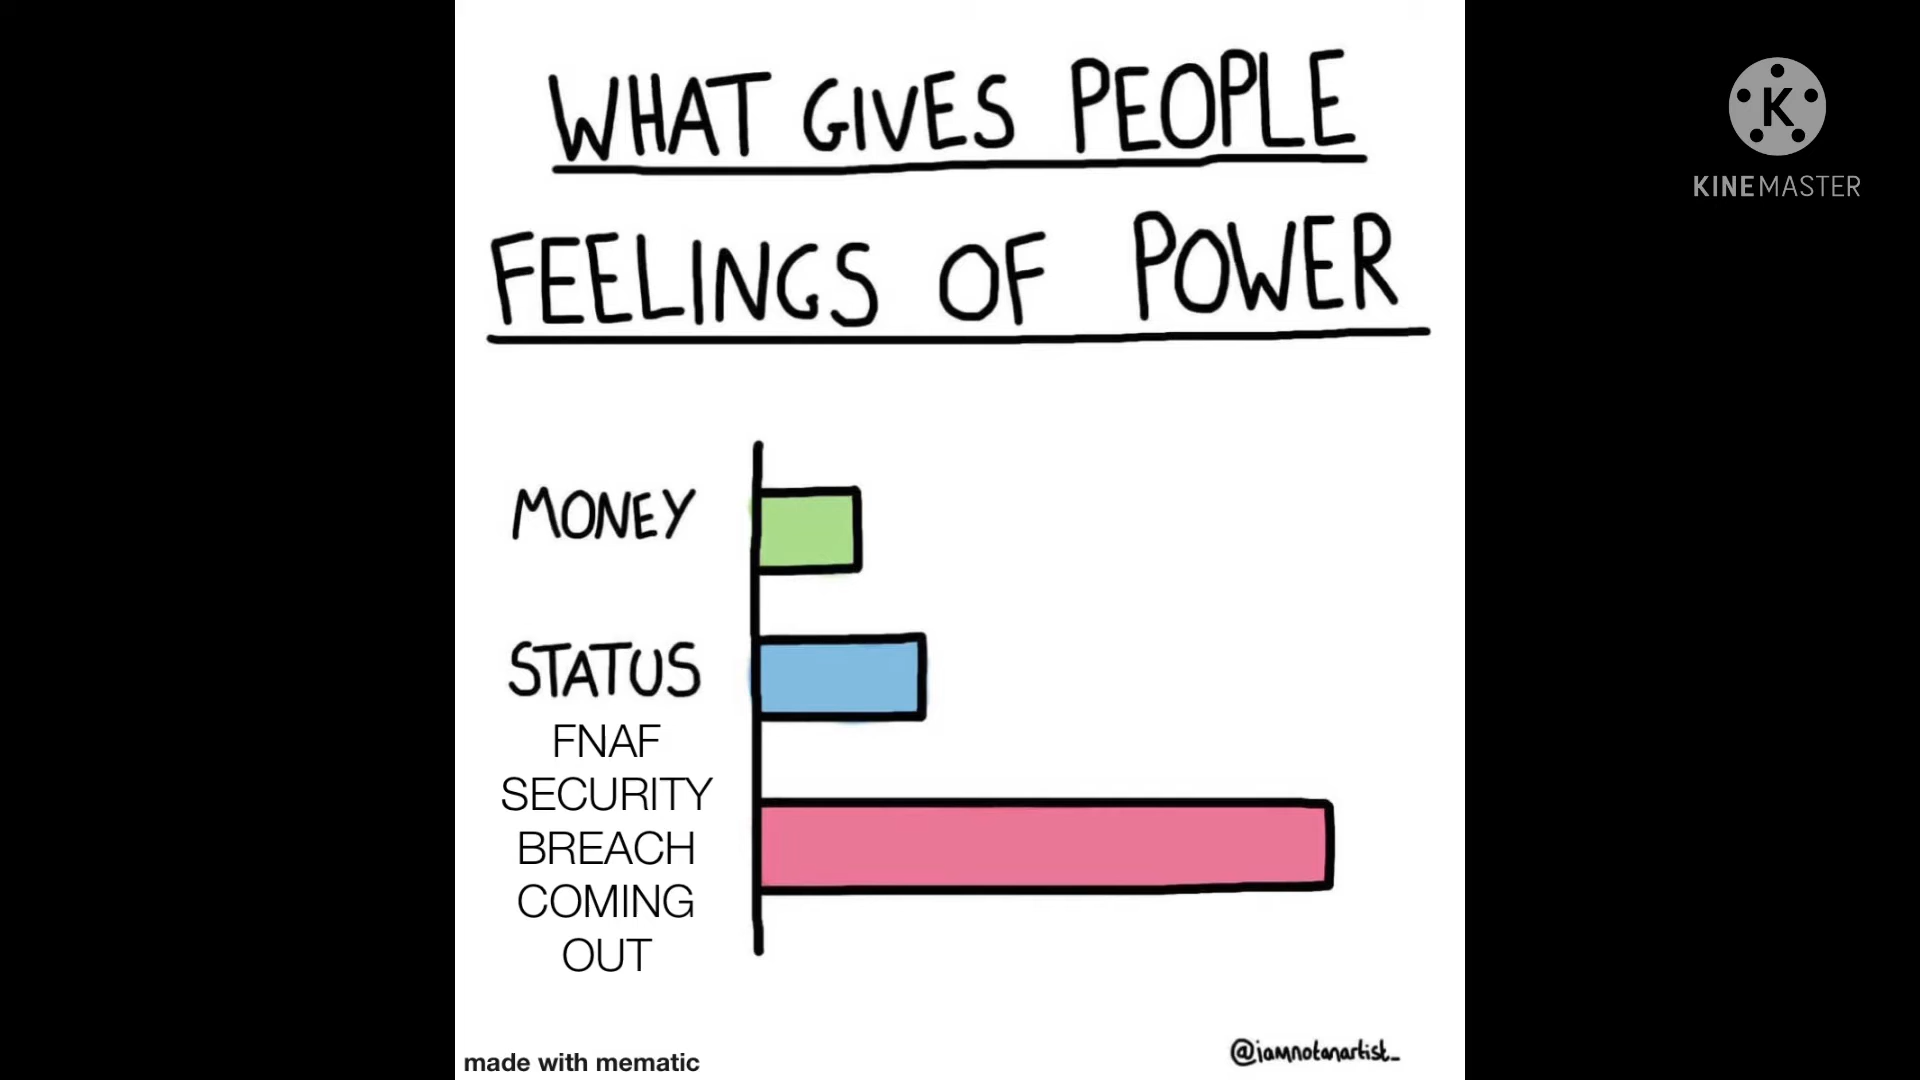 WHAT GIVES PEOPLE
FEELINGS OF POWER
MONEY
STATUS
FNAF
SECURITY
BREACH
COMING
OUT
made with mematic
@iamnotanartist_
K
KINEMASTER